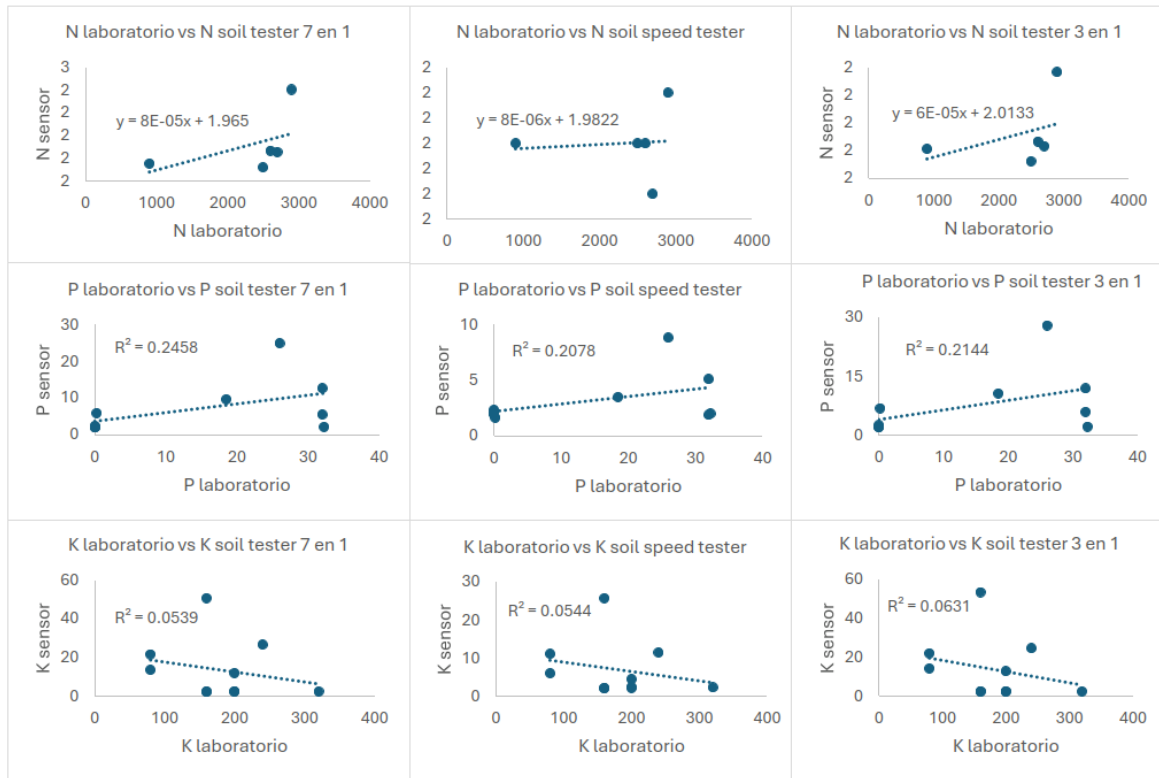 N laboratorio vs N soil tester 7 en 1
3
2
2
2
2
2
N sensor
y = 8E-05x + 1.965
0
1000
2000
3000
4000
N laboratorio
N laboratorio vs N soil speed tester
2
2
2
2
2
2
2
N sensor
y = 8E-06x + 1.9822
0
1000
2000
3000
4000
N laboratorio
N laboratorio vs N soil tester 3 en 1
2
2
2
2
2
2
N sensor
y = 6E-05x + 2.0133
0
1000
2000
3000
4000
N laboratorio
P laboratorio vs P soil tester 7 en 1
30
20
10
0
P sensor
R² = 0.2458
0
10
20
30
40
P laboratorio
P laboratorio vs P soil speed tester
10
5
0
P sensor
R² = 0.2078
0
10
20
30
40
P laboratorio
P laboratorio vs P soil tester 3 en 1
30
15
0
P sensor
R² = 0.2144
0
10
20
30
40
P laboratorio
K laboratorio vs K soil tester 7 en 1
60
40
20
0
K sensor
R² = 0.0539
0
100
200
300
400
K laboratorio
K laboratorio vs K soil speed tester
30
20
10
0
K sensor
R² = 0.0544
0
100
200
300
400
K laboratorio
K laboratorio vs K soil tester 3 en 1
60
40
20
0
K sensor
R² = 0.0631
0
100
200
300
400
K laboratorio